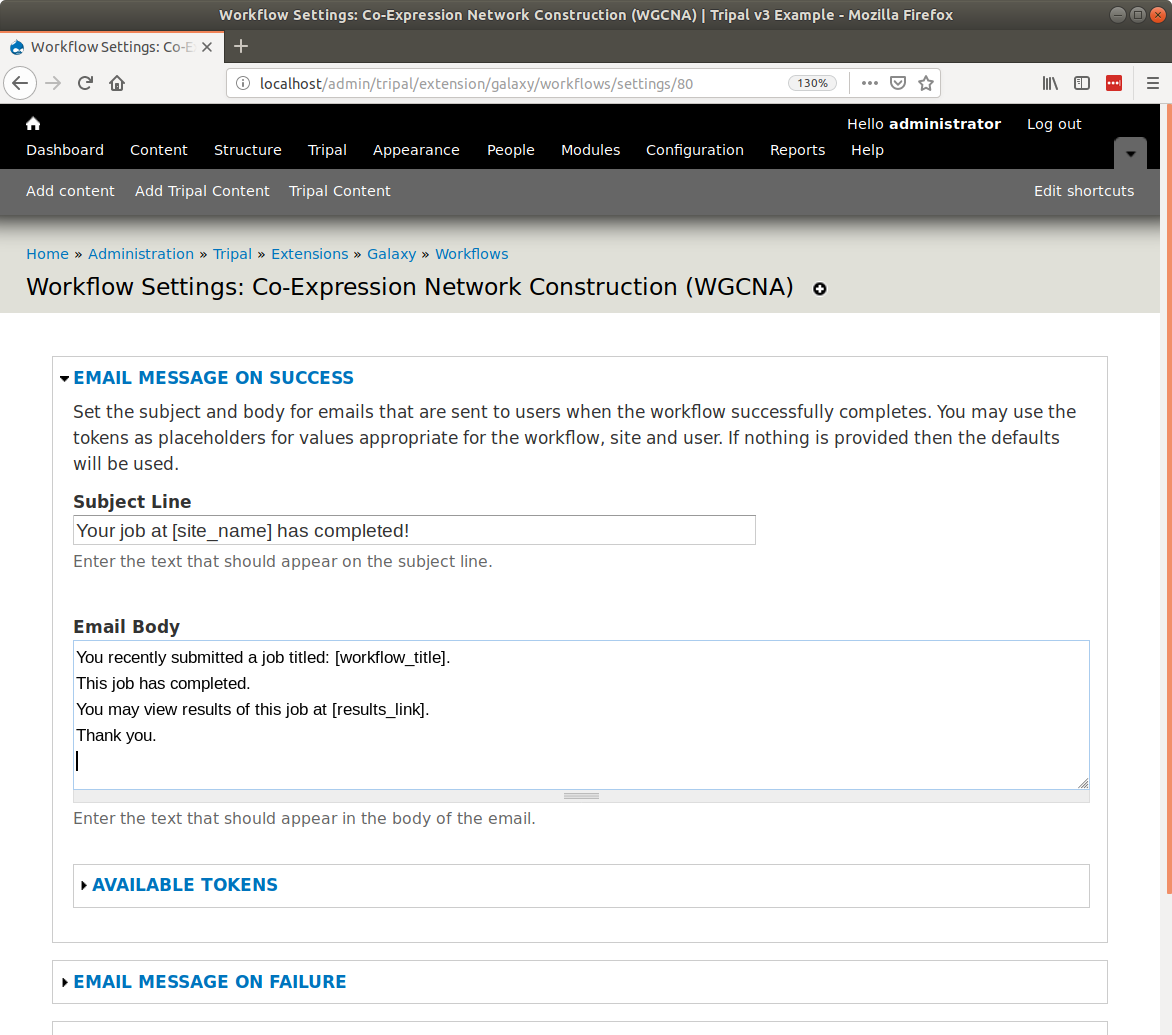 Workflow Settings: Co-Expression Network Construction (WGCNA) | Tripal v3 Example - Mozilla Firefox
Workflow Settings: Co-E
localhost/admin/tripal/extension/galaxy/workflows/settings/80
130%
Hello administrator
Log out
Dashboard Content Structure Tripal Appearance People Modules Configuration Reports Help
Add content Add Tripal Content Tripal Content Edit shortcuts
Home » Administration » Tripal » Extensions » Galaxy » Workflows
Workflow Settings: Co-Expression Network Construction (WGCNA)
EMAIL MESSAGE ON SUCCESS
Set the subject and body for emails that are sent to users when the workflow successfully completes. You may use the
tokens as placeholders for values appropriate for the workflow, site and user. If nothing is provided then the defaults
will be used.
Subject Line
Your job at [site_name] has completed!
Enter the text that should appear on the subject line.
Email Body
You recently submitted a job titled: [workflow_title].
This job has completed.
You may view results of this job at [results_link].
Thank you.
Enter the text that should appear in the body of the email.
AVAILABLE TOKENS
EMAIL MESSAGE ON FAILURE